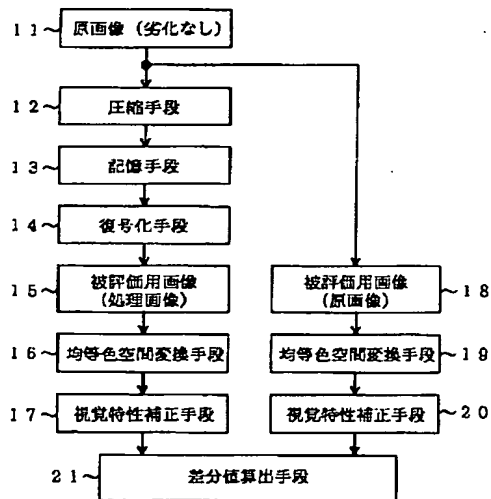 11 原画像(劣化なし)
12 圧縮手段
13 記憶手段
14 復号化手段
15 被評価用画像
(処理画像)
被評価用画像 18
(原画像)
16 均等色空間変換手段
均等色空間変換手段 19
17 視覚特性補正手段
視覚特性補正手段 20
21 差分値算出手段